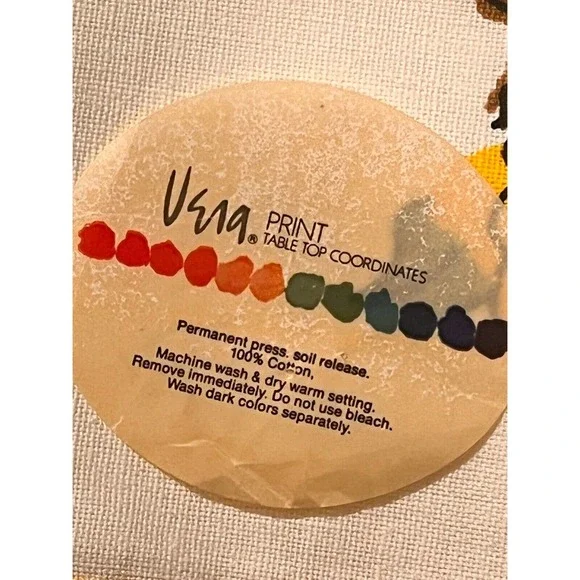 Vera® PRINT
TABLE TOP COORDINATES
Permanent press. soil release.
100% Cotton,
Machine wash & dry warm setting.
Remove immediately. Do not use bleach.
Wash dark colors separately.